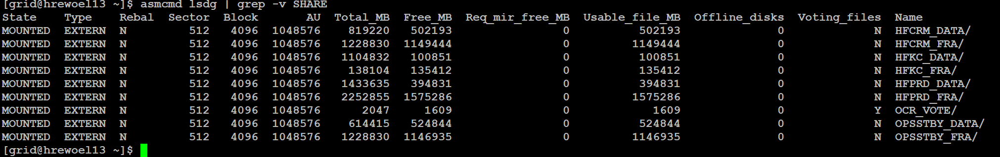 [grid@hrewoel13 ~]$ asmcmd lsdg | grep -v SHARE
State    Type    Rebal  Sector  Block       AU  Total_MB  Free_MB  Req_mir_free_MB  Usable_file_MB  Offline_disks  Voting_files  Name
MOUNTED  EXTERN  N         512   4096  1048576    819220   502193                0          502193              0             N  HFCRM_DATA/
MOUNTED  EXTERN  N         512   4096  1048576   1228830  1149444                0         1149444              0             N  HFCRM_FRA/
MOUNTED  EXTERN  N         512   4096  1048576   1104832   100851                0          100851              0             N  HFKC_DATA/
MOUNTED  EXTERN  N         512   4096  1048576    138104   135412                0          135412              0             N  HFKC_FRA/
MOUNTED  EXTERN  N         512   4096  1048576   1433635   394831                0          394831              0             N  HFPRD_DATA/
MOUNTED  EXTERN  N         512   4096  1048576   2252855  1575286                0         1575286              0             N  HFPRD_FRA/
MOUNTED  EXTERN  N         512   4096  1048576      2047     1609                0            1609              0             Y  OCR_VOTE/
MOUNTED  EXTERN  N         512   4096  1048576    614415   524844                0          524844              0             N  OPSSTBY_DATA/
MOUNTED  EXTERN  N         512   4096  1048576   1228830  1146935                0         1146935              0             N  OPSSTBY_FRA/
[grid@hrewoel13 ~]$